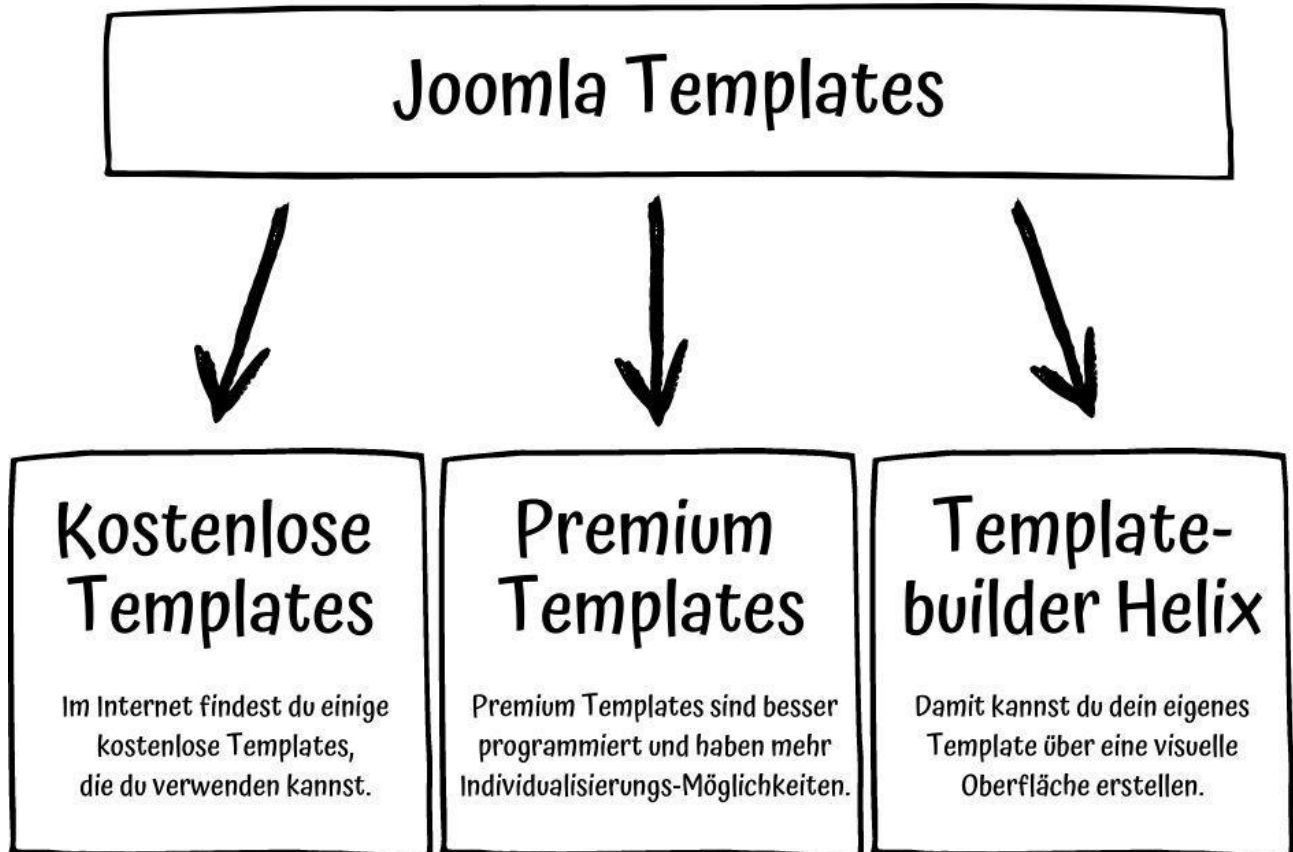 Joomla Templates
Kostenlose
Templates
Im Internet findest du einige
kostenlose Templates,
die du verwenden kannst.
Premium
Templates
Premium Templates sind besser
programmiert und haben mehr
Individualisierungs-Möglichkeiten.
Template-
builder Helix
Damit kannst du dein eigenes
Template über eine visuelle
Oberfläche erstellen.